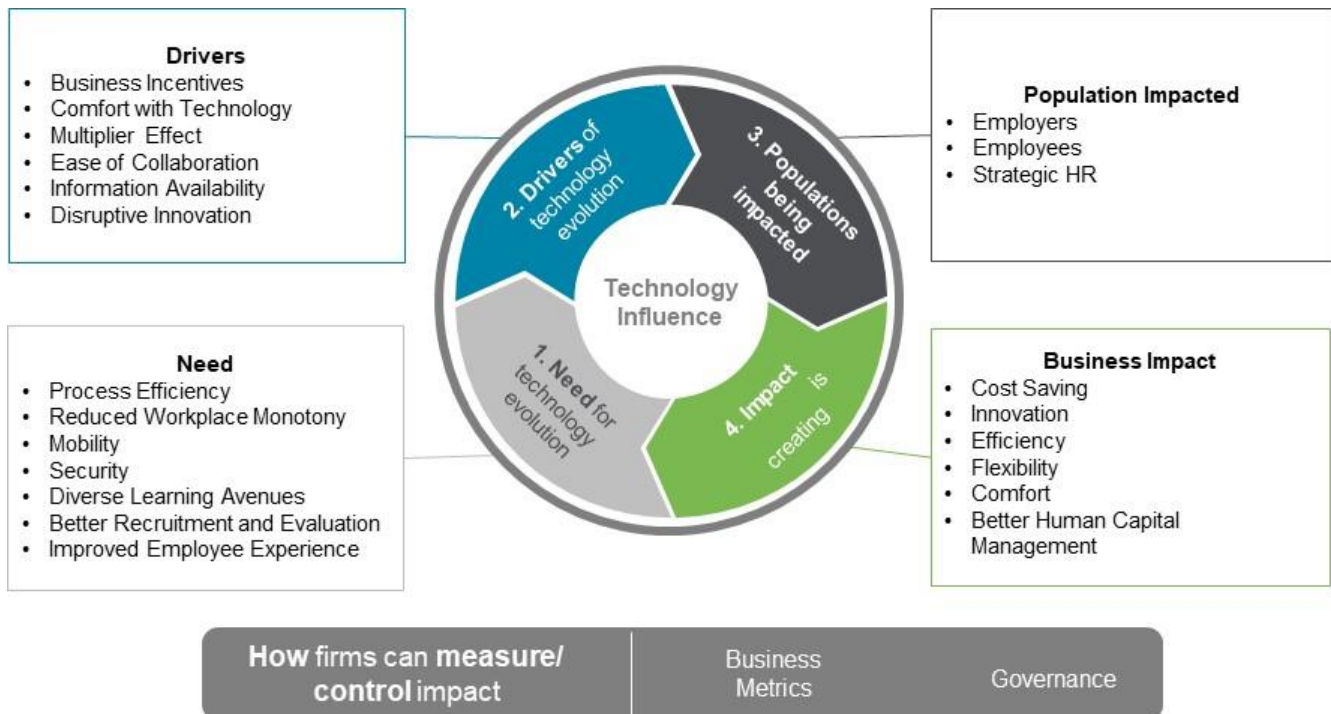 Drivers
• Business Incentives
• Comfort with Technology
• Multiplier Effect
• Ease of Collaboration
• Information Availability
• Disruptive Innovation
Need
• Process Efficiency
• Reduced Workplace Monotony
• Mobility
• Security
• Diverse Learning Avenues
• Better Recruitment and Evaluation
• Improved Employee Experience
Technology
Influence
1. Need for
technology
evolution
2. Drivers of
technology
evolution
3. Populations
being
impacted
4. Impact is
creating
Population Impacted
• Employers
• Employees
• Strategic HR
Business Impact
• Cost Saving
• Innovation
• Efficiency
• Flexibility
• Comfort
• Better Human Capital
Management
How firms can measure/
control impact
Business
Metrics
Governance